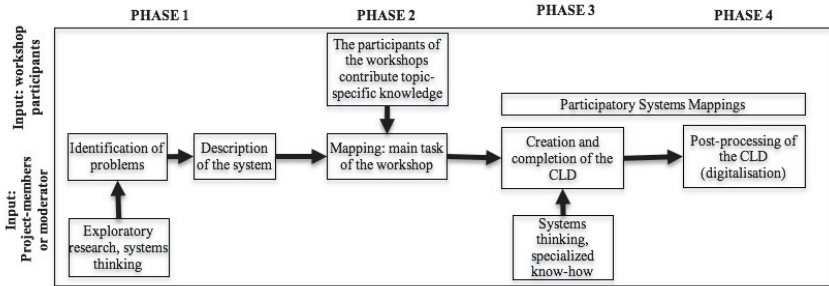 PHASE 1
PHASE 2
PHASE 3
PHASE 4
Input: workshop
participants
The participants of
the workshops
contribute topic-
specific knowledge
Participatory Systems Mappings
Identification of
problems
Description
of the system
Mapping: main task
of the workshop
Creation and
completion of the
CLD
Post-processing of
the CLD
(digitalisation)
Input:
Project-members
or moderator
Exploratory
research, systems
thinking
Systems
thinking,
specialized
know-how